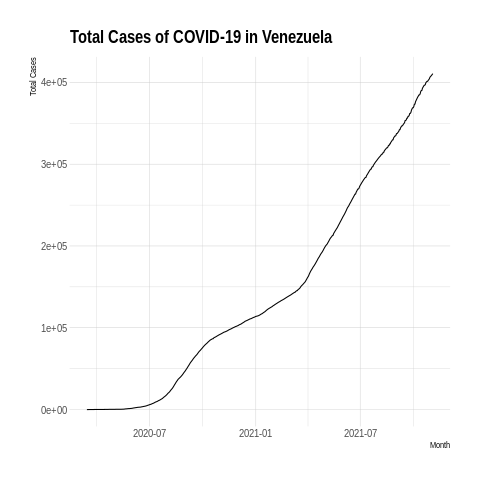 Total Cases of COVID-19 in Venezuela
Total Cases
4e+05
3e+05
2e+05
1e+05
0e+00
2020-07 2021-01 2021-07
Month